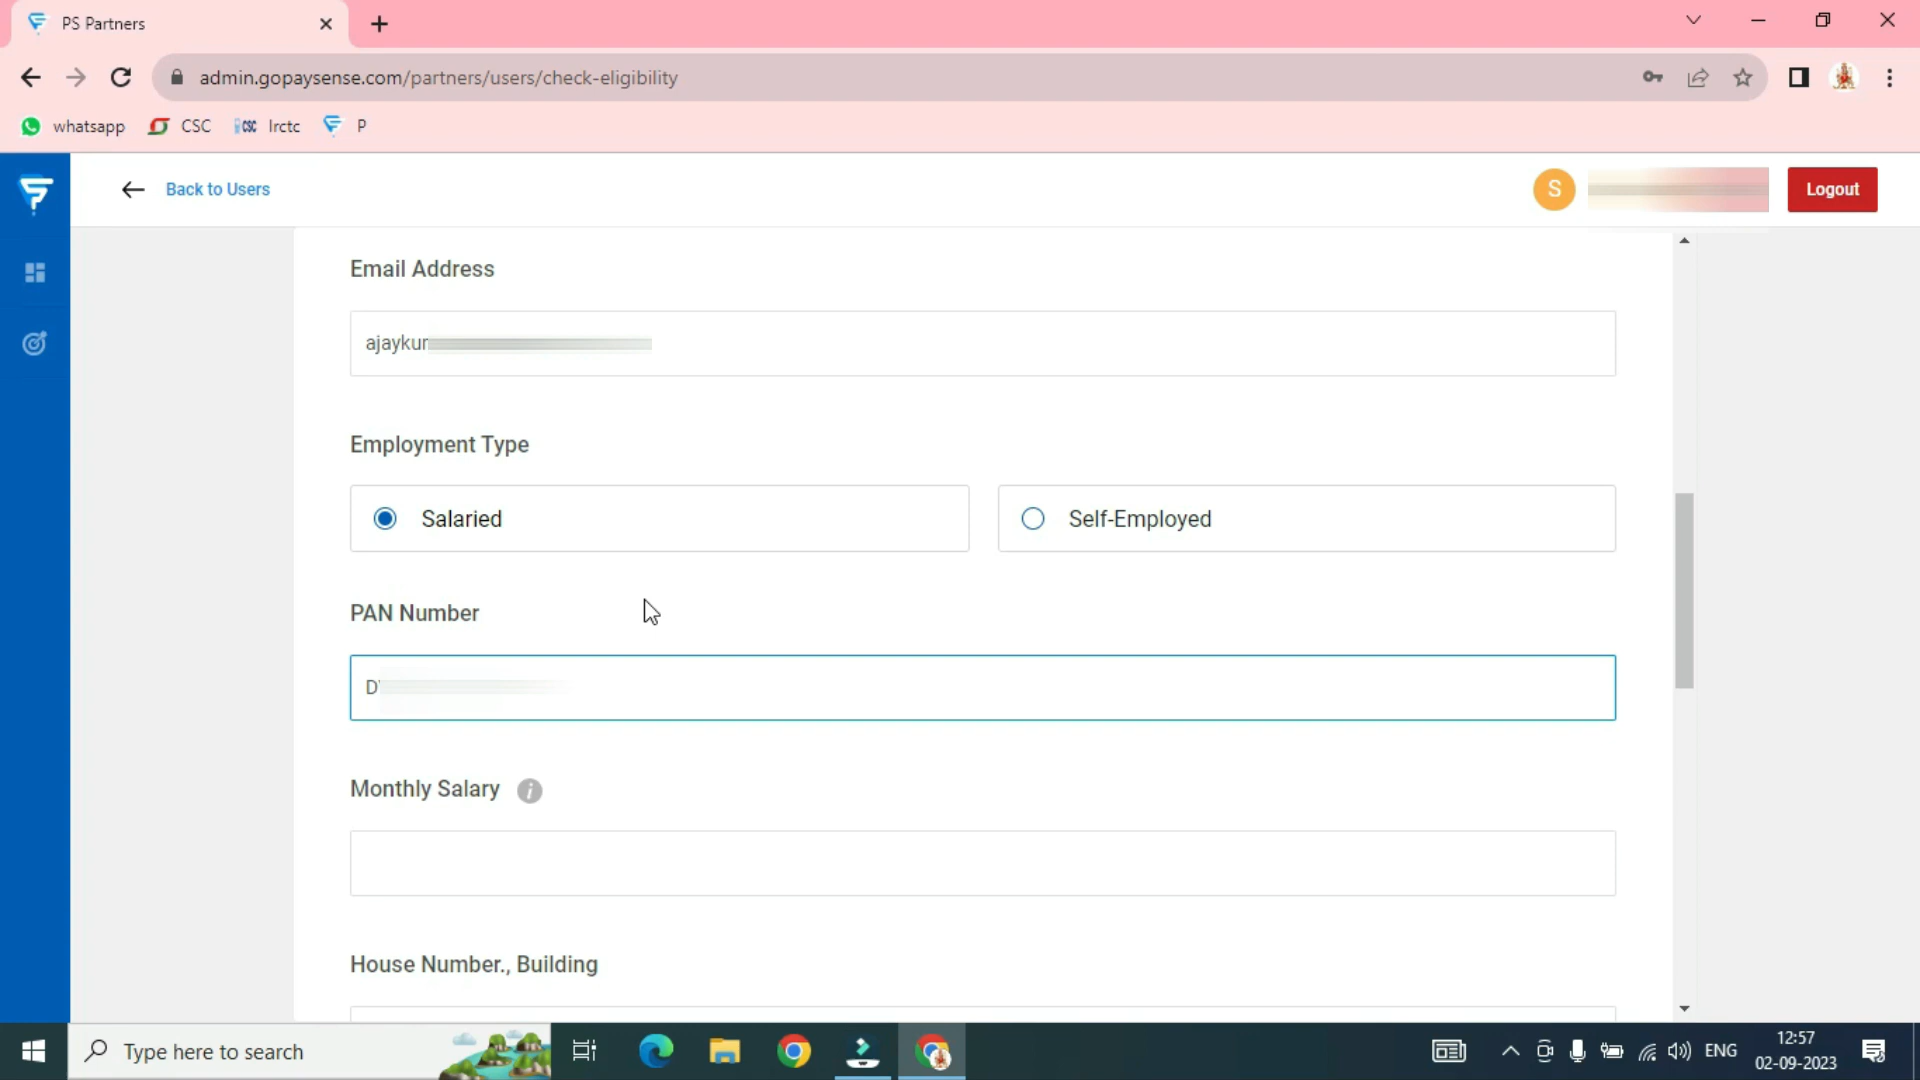 PS Partners
admin.gopaysense.com/partners/users/check-eligibility
whatsapp CSC CSC Irctc P
Back to Users
S
Logout
Email Address
ajaykur
Employment Type
Salaried
Self-Employed
PAN Number
D
Monthly Salary i
House Number., Building
Type here to search
ENG
12:57
02-09-2023